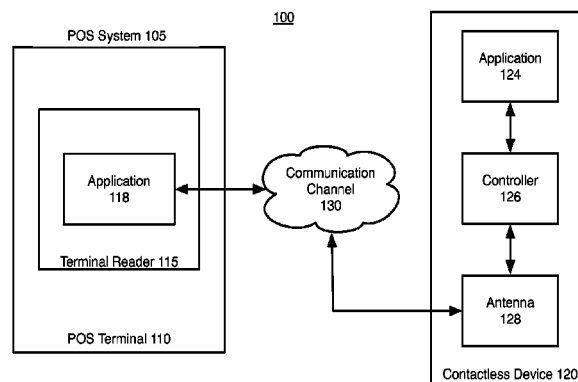 100
POS System 105
Application
118
Terminal Reader 115
POS Terminal 110
Communication
Channel
130
Application
124
Controller
126
Antenna
128
Contactless Device 120